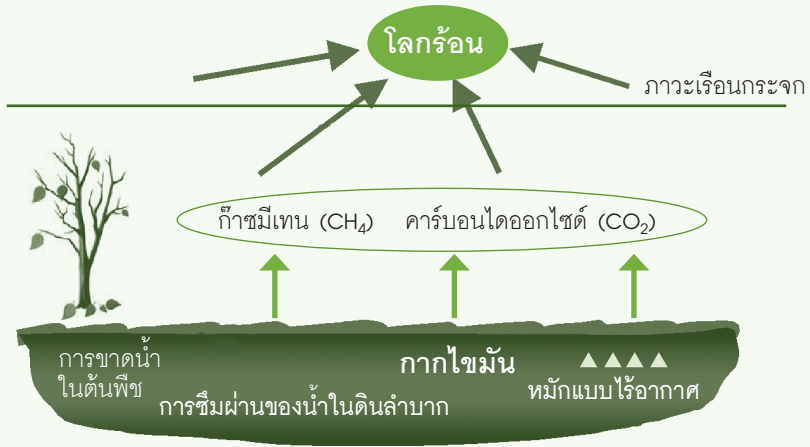 โลกร้อน
ภาวะเรือนกระจก
ก๊าซมีเทน (CH₄) คาร์บอนไดออกไซด์ (CO₂)
การขาดน้ำ
ในต้นพืช
กากไขมัน
หมักแบบไร้อากาศ
การซึมผ่านของน้ำในดินลำบาก